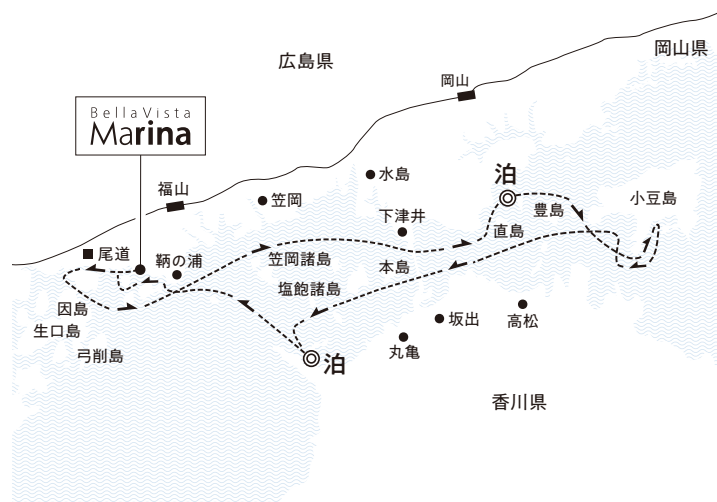 岡山県
広島県
岡山
BellaVista
Marina
水島
泊
福山
笠岡
小豆島
豊島
下津井
直島
尾道
鞆の浦
笠岡諸島
本島
塩飽諸島
因島
生口島
坂出
高松
丸亀
弓削島
泊
香川県